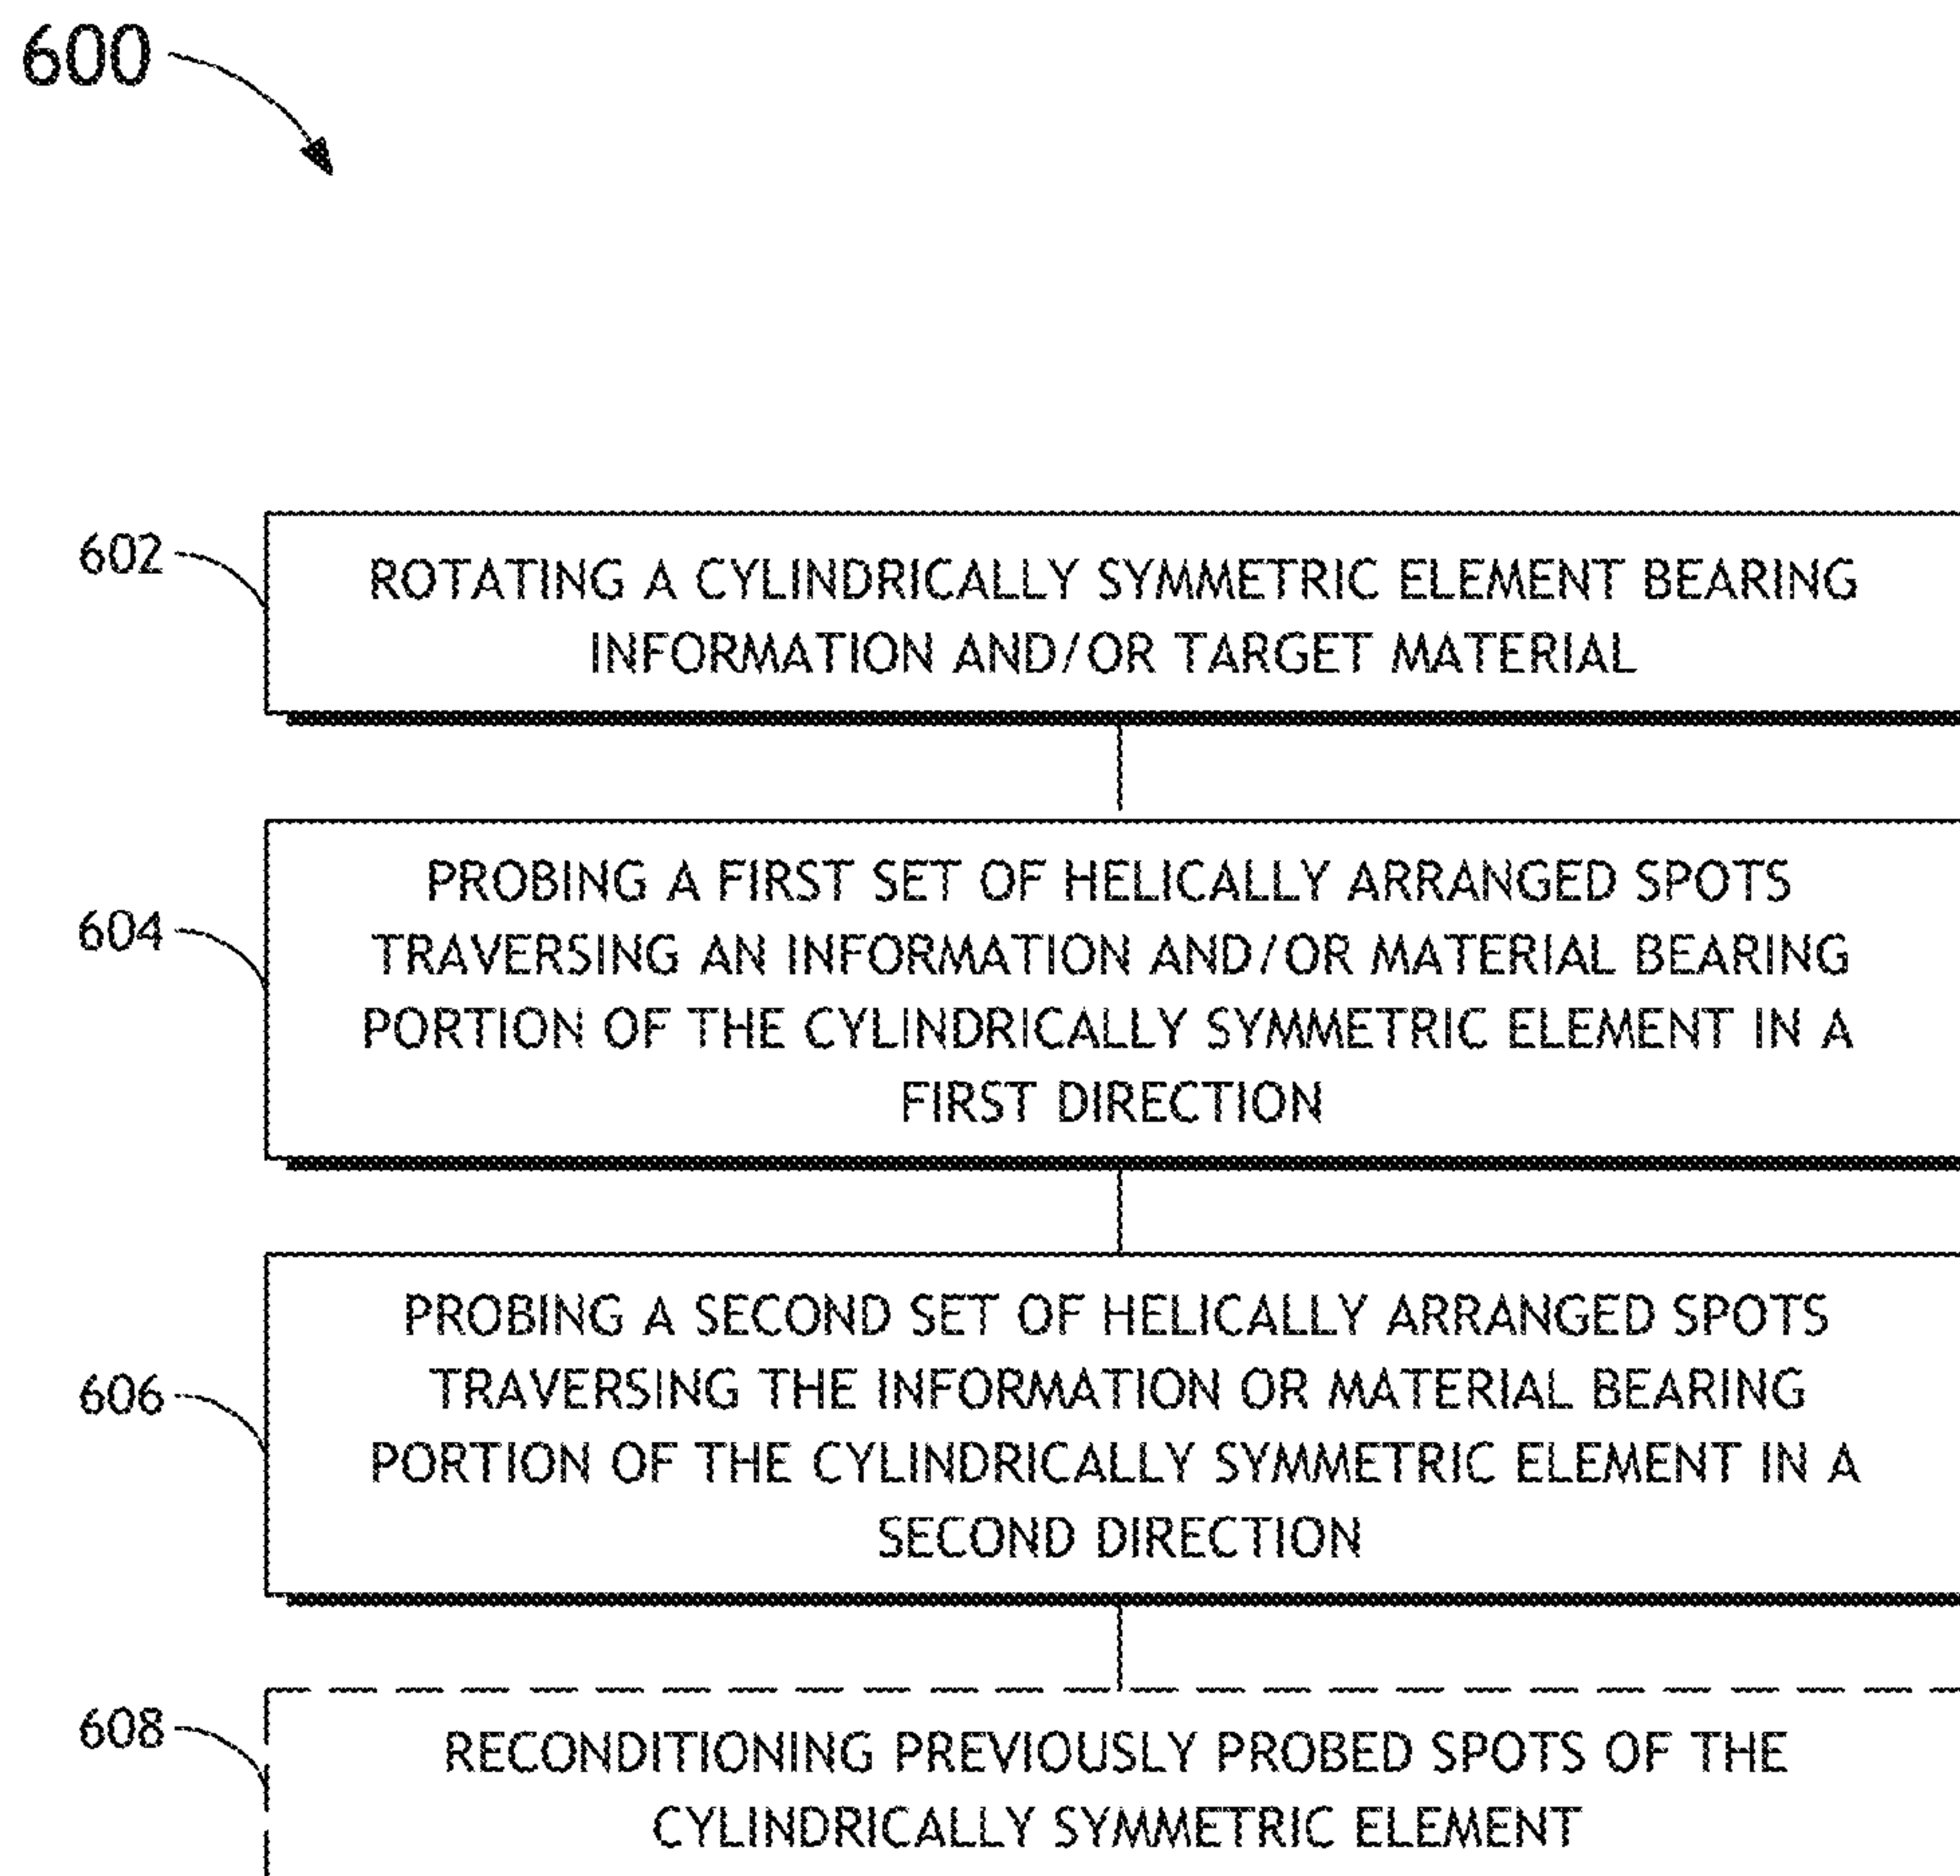 600
602
ROTATING A CYLINDRICALLY SYMMETRIC ELEMENT BEARING
INFORMATION AND/OR TARGET MATERIAL
604
PROBING A FIRST SET OF HELICALLY ARRANGED SPOTS
TRAVERSING AN INFORMATION AND/OR MATERIAL BEARING
PORTION OF THE CYLINDRICALLY SYMMETRIC ELEMENT IN A
FIRST DIRECTION
606
PROBING A SECOND SET OF HELICALLY ARRANGED SPOTS
TRAVERSING THE INFORMATION OR MATERIAL BEARING
PORTION OF THE CYLINDRICALLY SYMMETRIC ELEMENT IN A
SECOND DIRECTION
608
RECONDITIONING PREVIOUSLY PROBED SPOTS OF THE
CYLINDRICALLY SYMMETRIC ELEMENT